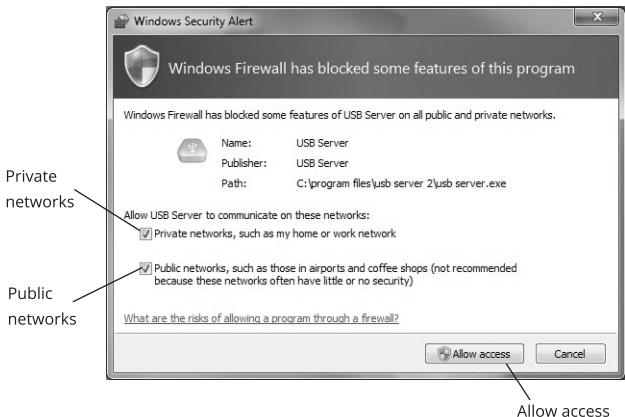 Windows Security Alert
Windows Firewall has blocked some features of this program
Windows Firewall has blocked some features of USB Server on all public and private networks.
Name: USB Server
Publisher: USB Server
Path: C:\program files\usb server 2\usb server.exe
Private
networks
Allow USB Server to communicate on these networks:
Private networks, such as my home or work network
Public networks, such as those in airports and coffee shops (not recommended
because these networks often have little or no security)
Public
networks
What are the risks of allowing a program through a firewall?
Allow access
Cancel
Allow access